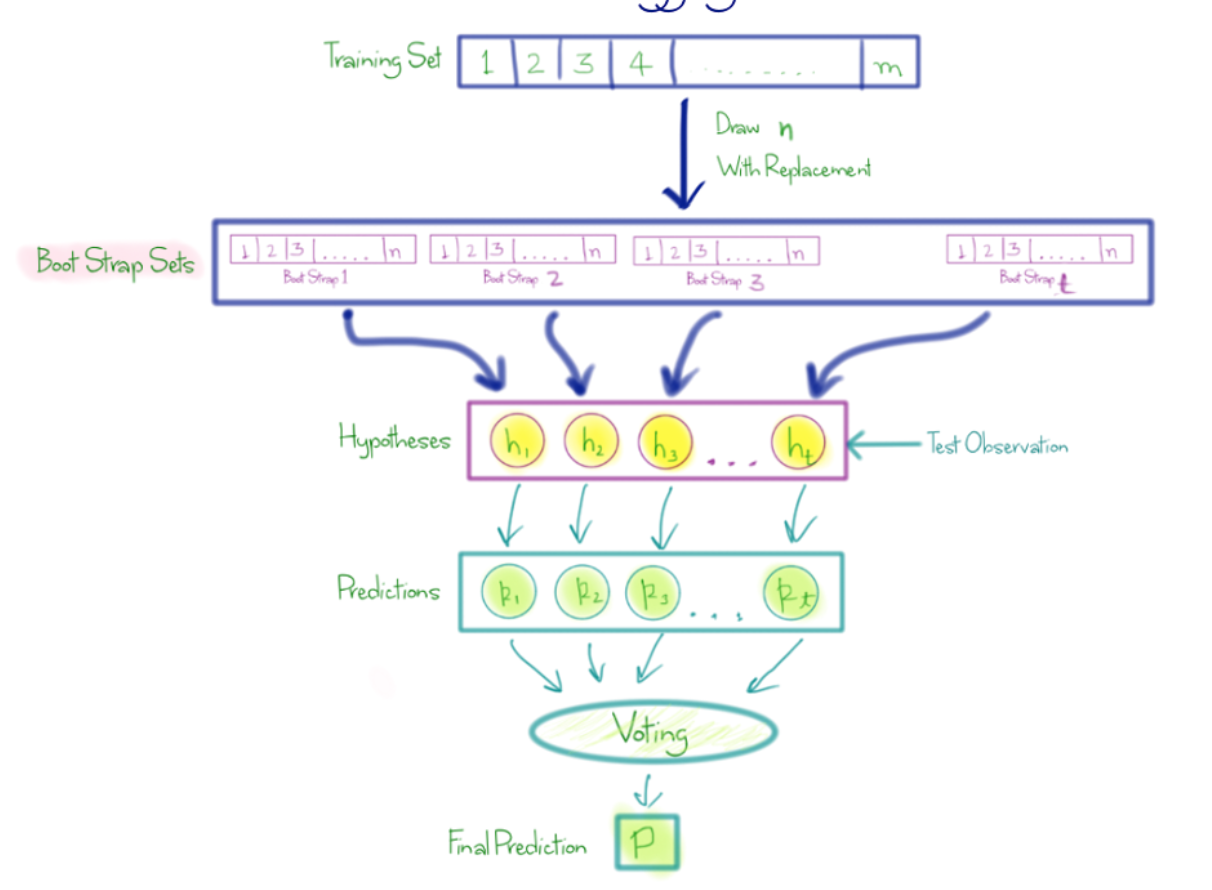 Training Set 1 2 3 4 ......... m
Draw n
With Replacement
Boot Strap Sets
1 2 3 ..... n
Boot Strap 1
1 2 3 ..... n
Boot Strap 2
1 2 3 ..... n
Boot Strap 3
1 2 3 ..... n
Boot Strap t
Hypotheses h1 h2 h3 ... ht Test Observation
Predictions p1 p2 p3 ... pt
Voting
Final Prediction P